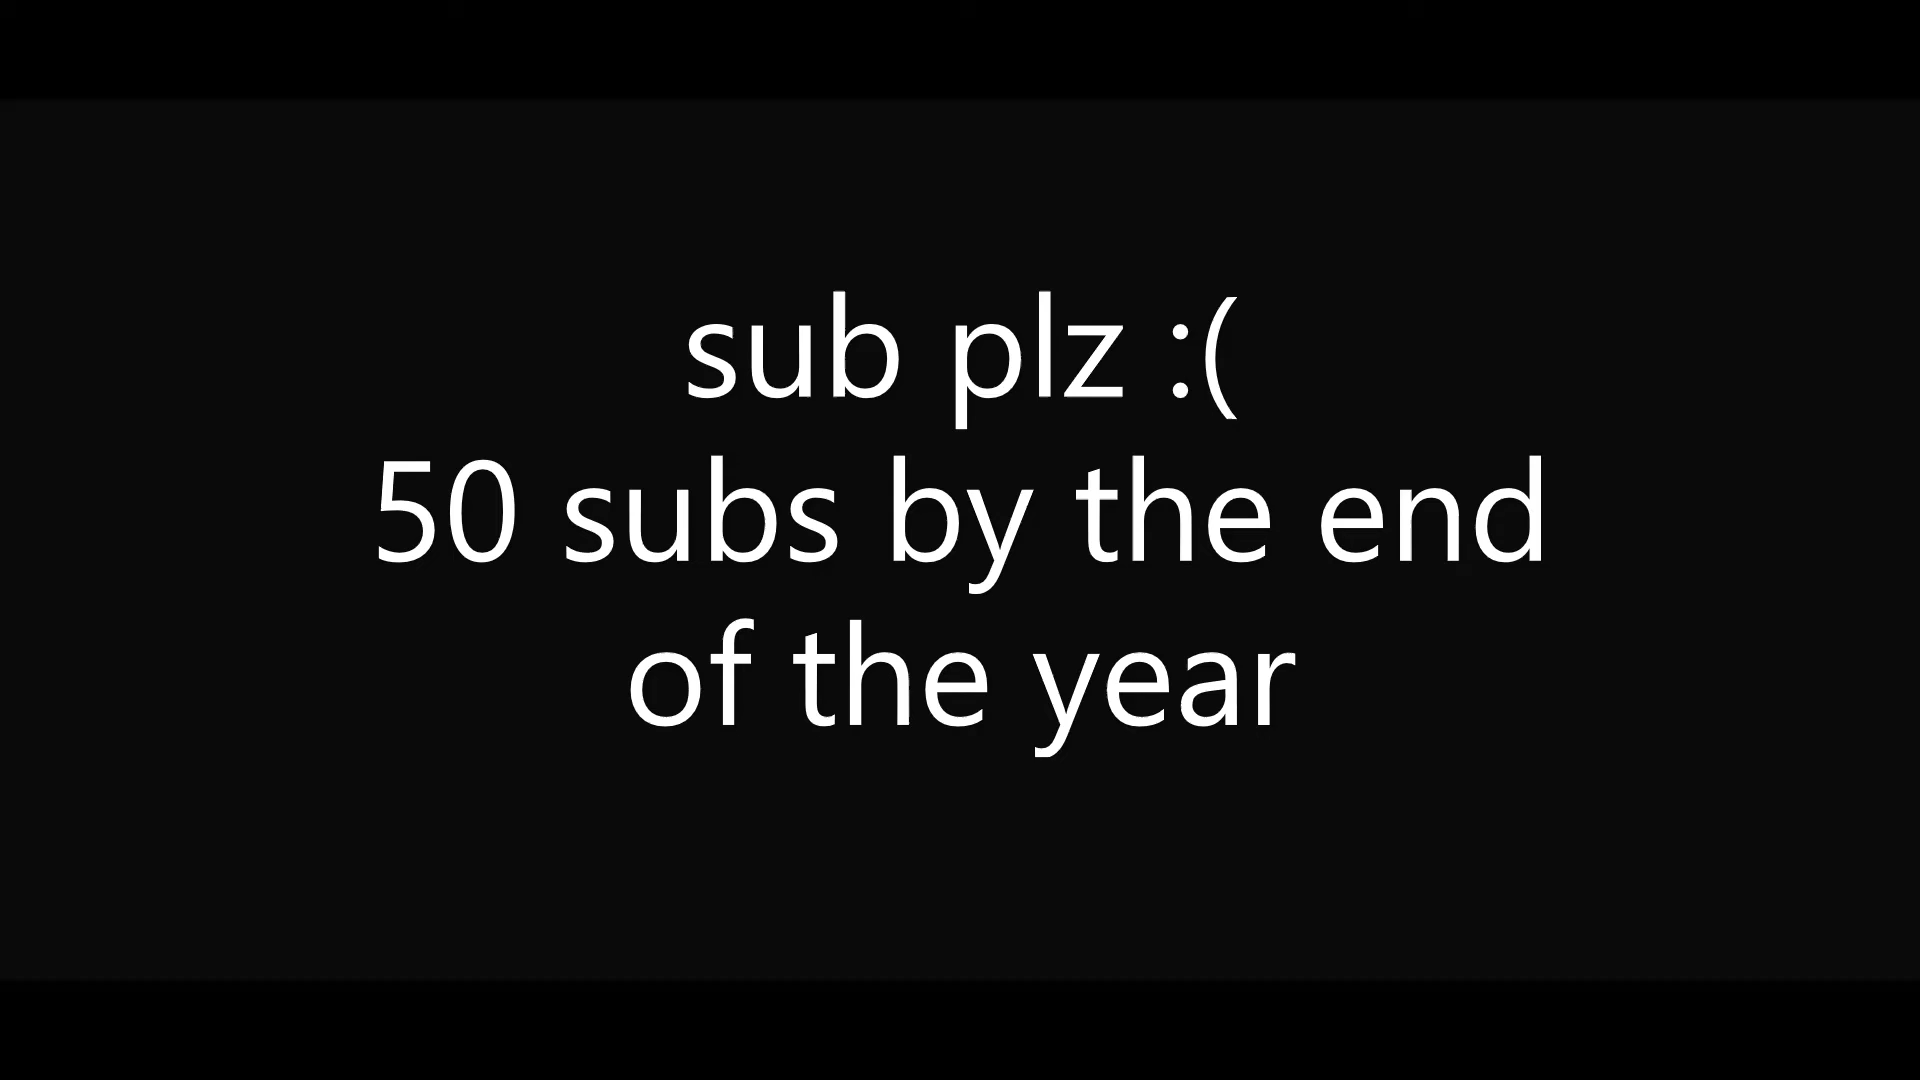 sub plz :(
50 subs by the end
of the year